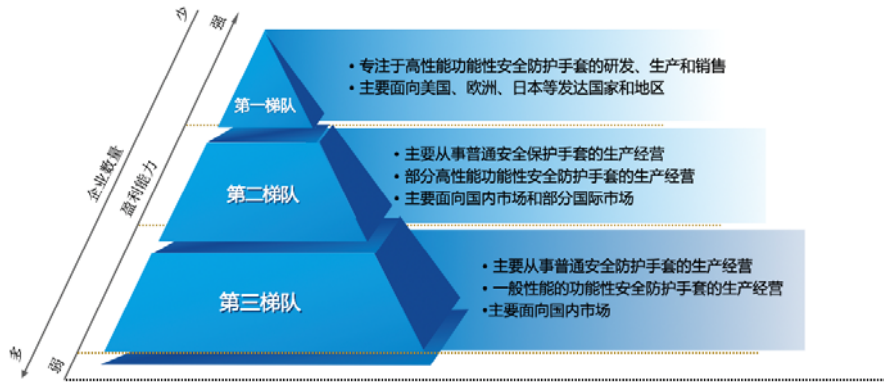 少
强
企业数量
盈利能力
多
弱
第一梯队
• 专注于高性能功能性安全防护手套的研发、生产和销售
• 主要面向美国、欧洲、日本等发达国家和地区
第二梯队
• 主要从事普通安全保护手套的生产经营
• 部分高性能功能性安全防护手套的生产经营
• 主要面向国内市场和部分国际市场
第三梯队
• 主要从事普通安全防护手套的生产经营
• 一般性能的功能性安全防护手套的生产经营
•主要面向国内市场